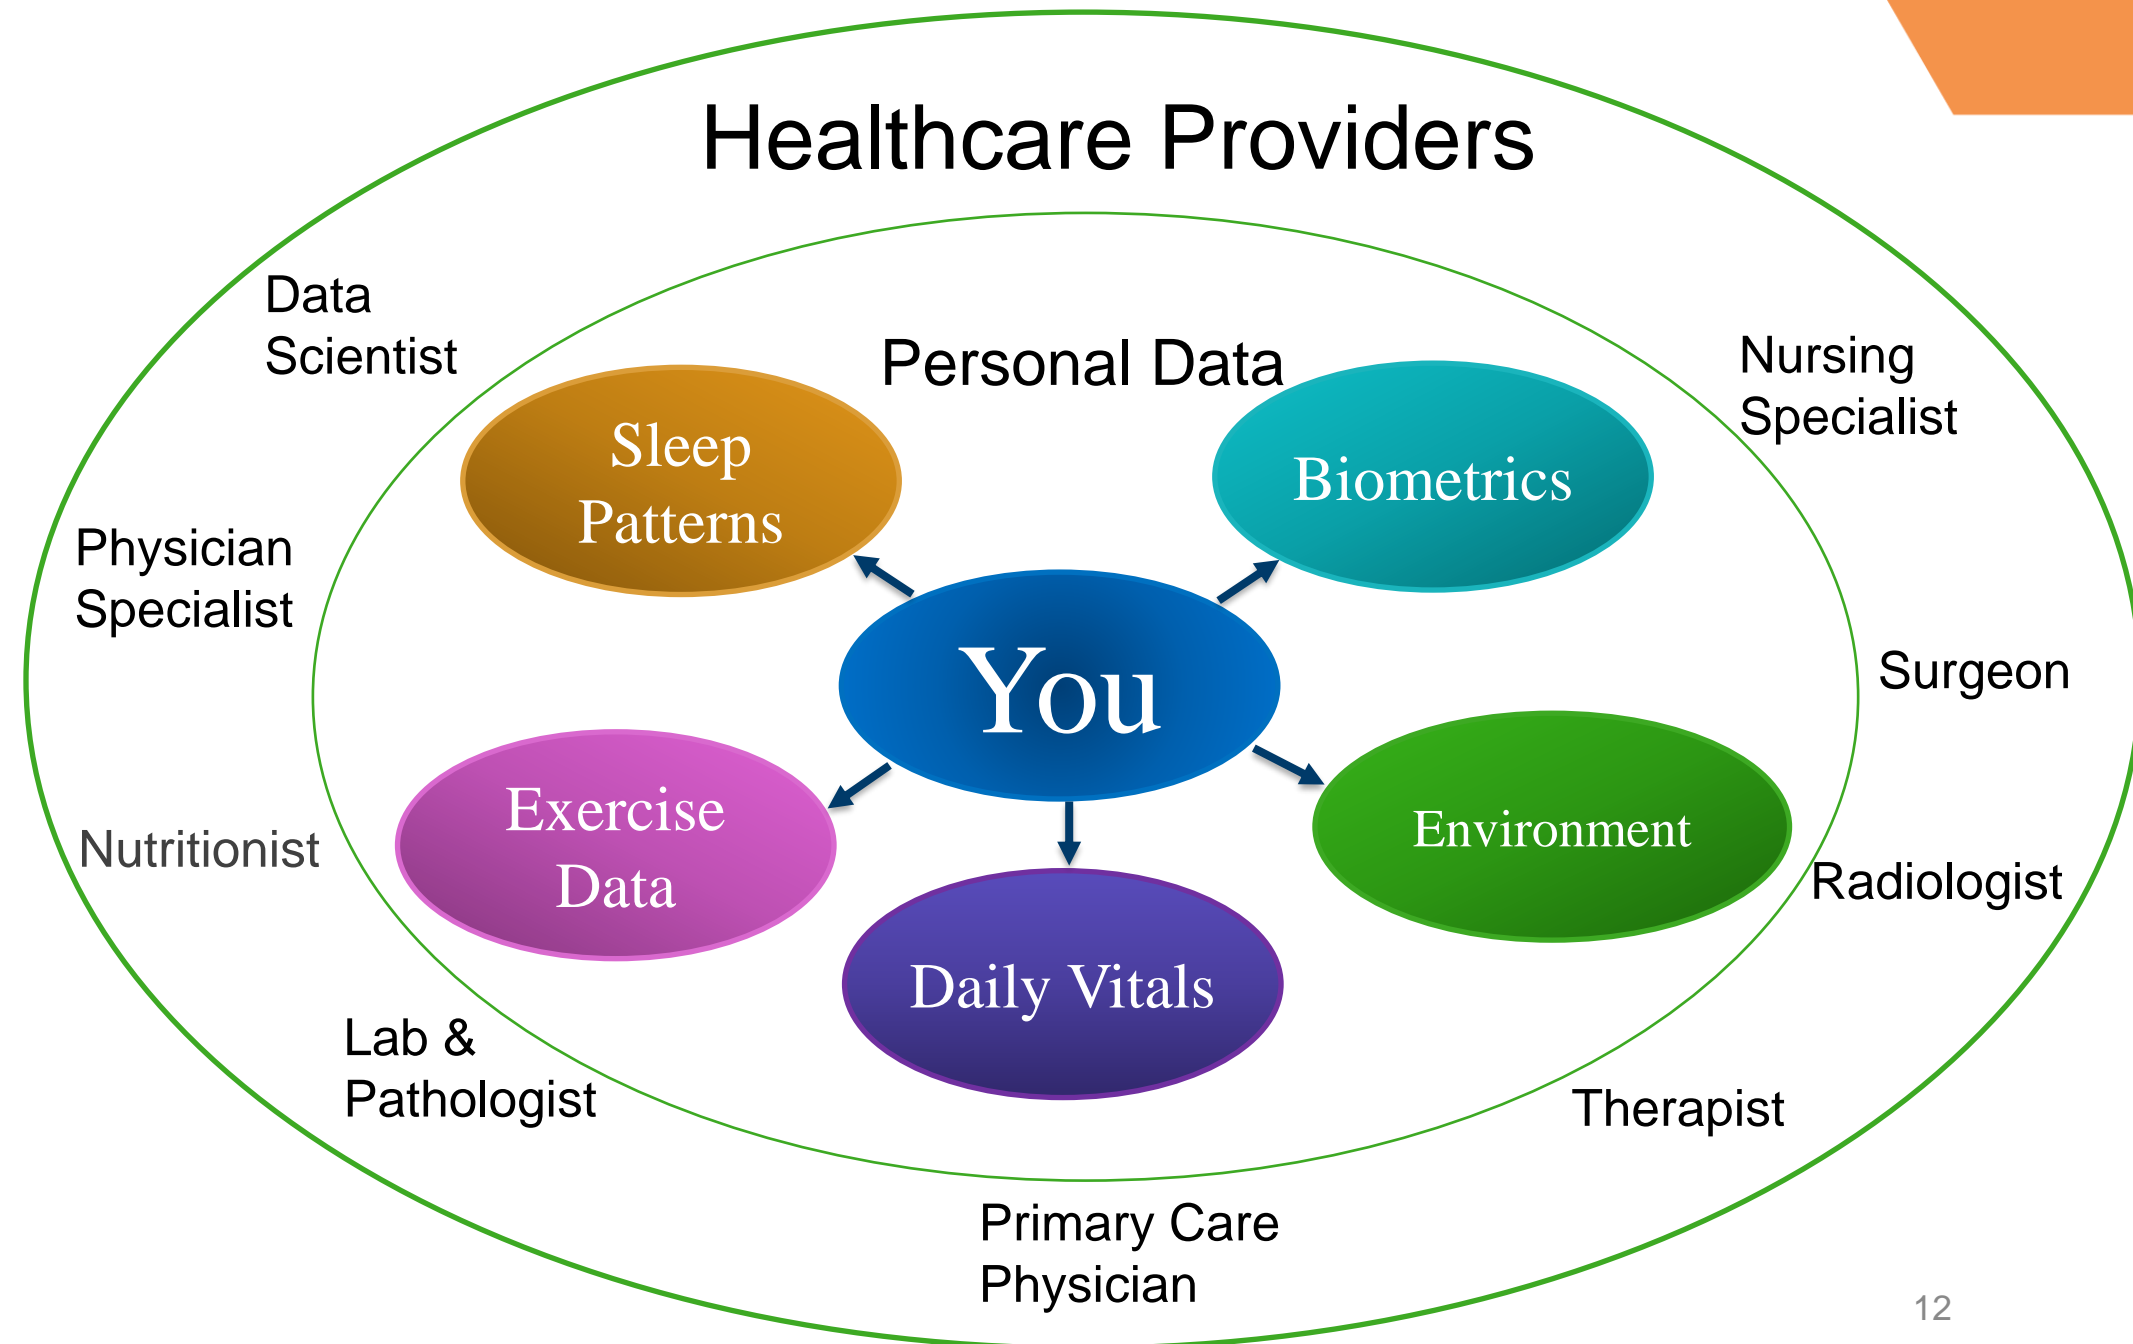 Healthcare Providers
Data
Scientist
Personal Data
Nursing
Specialist
Sleep
Patterns
Biometrics
Physician
Specialist
You
Surgeon
Exercise
Data
Environment
Nutritionist
Radiologist
Daily Vitals
Lab &
Pathologist
Therapist
Primary Care
Physician
12